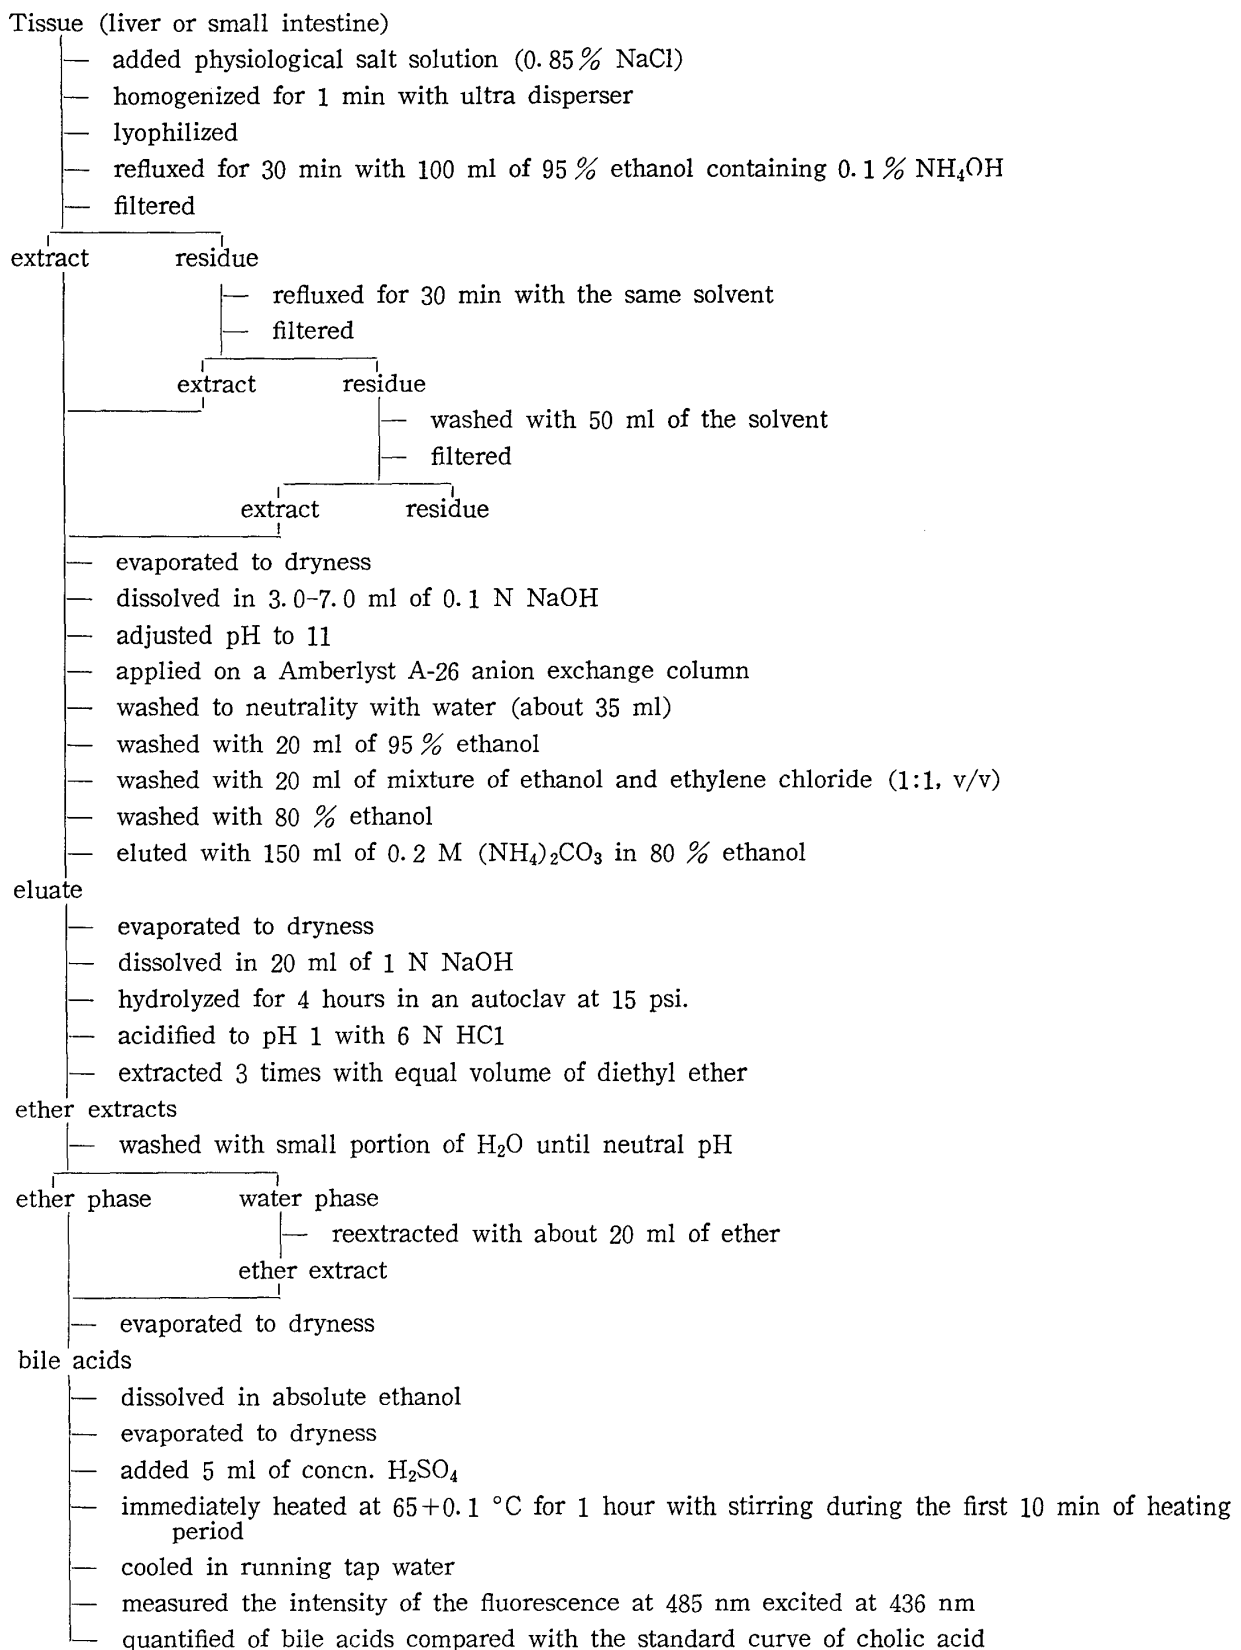 Tissue (liver or small intestine)
added physiological salt solution (0.85% NaCl)
homogenized for 1 min with ultra disperser
lyophilized
refluxed for 30 min with 100 ml of 95% ethanol containing 0.1% NH₄OH
filtered
extract residue
refluxed for 30 min with the same solvent
filtered
extract residue
washed with 50 ml of the solvent
filtered
extract residue
evaporated to dryness
dissolved in 3.0-7.0 ml of 0.1 N NaOH
adjusted pH to 11
applied on a Amberlyst A-26 anion exchange column
washed to neutrality with water (about 35 ml)
washed with 20 ml of 95% ethanol
washed with 20 ml of mixture of ethanol and ethylene chloride (1:1, v/v)
washed with 80 % ethanol
eluted with 150 ml of 0.2 M (NH₄)₂CO₃ in 80 % ethanol
eluate
evaporated to dryness
dissolved in 20 ml of 1 N NaOH
hydrolyzed for 4 hours in an autoclav at 15 psi.
acidified to pH 1 with 6 N HCl
extracted 3 times with equal volume of diethyl ether
ether extracts
washed with small portion of H₂O until neutral pH
ether phase water phase
reextracted with about 20 ml of ether
ether extract
evaporated to dryness
bile acids
dissolved in absolute ethanol
evaporated to dryness
added 5 ml of concn. H₂SO₄
immediately heated at 65+0.1 °C for 1 hour with stirring during the first 10 min of heating
period
cooled in running tap water
measured the intensity of the fluorescence at 485 nm excited at 436 nm
quantified of bile acids compared with the standard curve of cholic acid